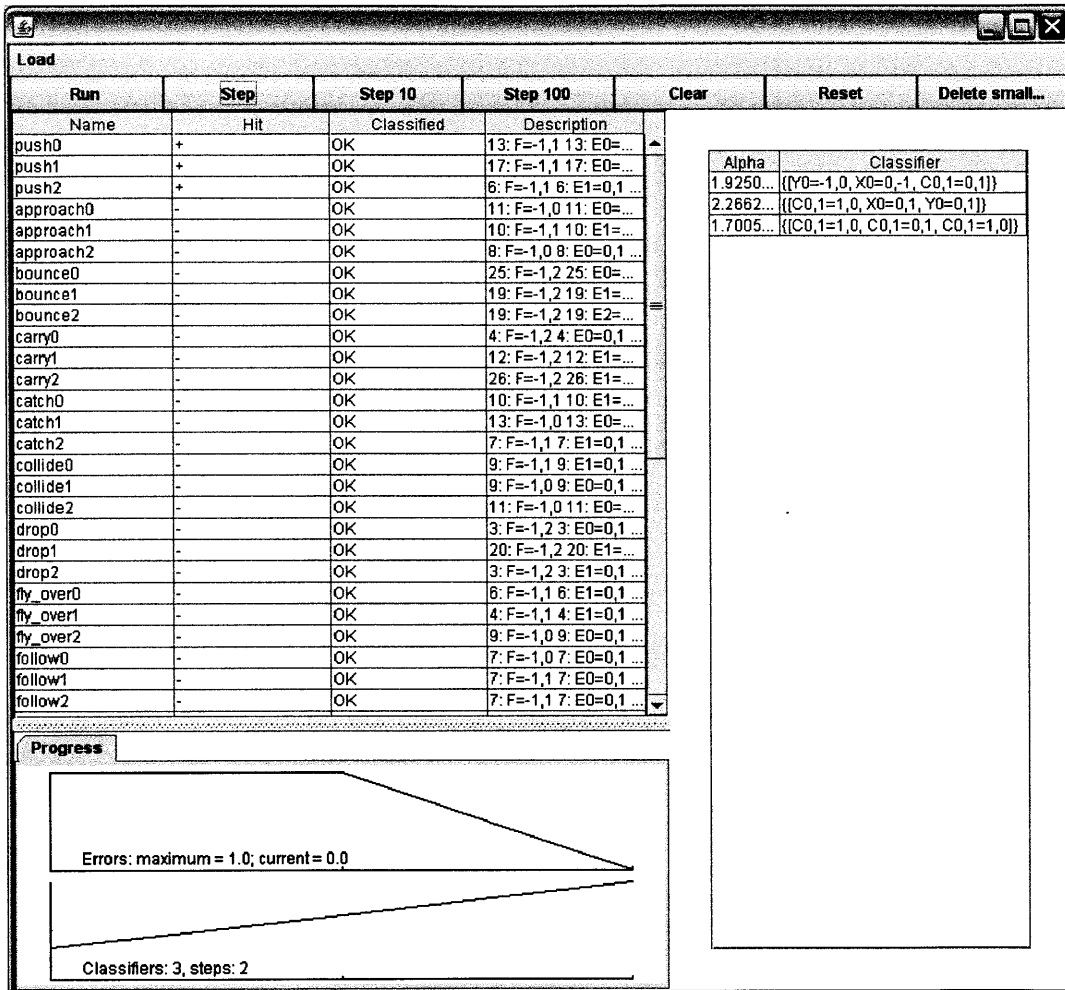 Load
Run Step Step 10 Step 100 Clear Reset Delete small...
Name Hit Classified Description
push0 + OK 13: F=-1,1 13: E0=...
push1 + OK 17: F=-1,1 17: E0=...
push2 + OK 6: F=-1,1 6: E1=0,1 ...
approach0 - OK 11: F=-1,0 11: E0=...
approach1 - OK 10: F=-1,1 10: E1=...
approach2 - OK 8: F=-1,0 8: E0=0,1 ...
bounce0 - OK 25: F=-1,2 25: E0=...
bounce1 - OK 19: F=-1,2 19: E1=...
bounce2 - OK 19: F=-1,2 19: E2=...
carry0 - OK 4: F=-1,2 4: E0=0,1 ...
carry1 - OK 12: F=-1,2 12: E1=...
carry2 - OK 26: F=-1,2 26: E1=...
catch0 - OK 10: F=-1,1 10: E1=...
catch1 - OK 13: F=-1,0 13: E0=...
catch2 - OK 7: F=-1,1 7: E1=0,1 ...
collide0 - OK 9: F=-1,1 9: E1=0,1 ...
collide1 - OK 9: F=-1,0 9: E0=0,1 ...
collide2 - OK 11: F=-1,0 11: E0=...
drop0 - OK 3: F=-1,2 3: E0=0,1 ...
drop1 - OK 20: F=-1,2 20: E1=...
drop2 - OK 3: F=-1,2 3: E1=0,1 ...
fly_over0 - OK 6: F=-1,1 6: E1=0,1 ...
fly_over1 - OK 4: F=-1,1 4: E1=0,1 ...
fly_over2 - OK 9: F=-1,0 9: E0=0,1 ...
follow0 - OK 7: F=-1,0 7: E0=0,1 ...
follow1 - OK 7: F=-1,1 7: E0=0,1 ...
follow2 - OK 7: F=-1,1 7: E0=0,1 ...
Alpha Classifier
1.9250... {[Y0=-1,0, X0=0,-1, C0,1=0,1]}
2.2662... {[C0,1=1,0, X0=0,1, Y0=0,1]}
1.7005... {[C0,1=1,0, C0,1=0,1, C0,1=1,0]}
Progress
Errors: maximum = 1.0; current = 0.0
Classifiers: 3, steps: 2